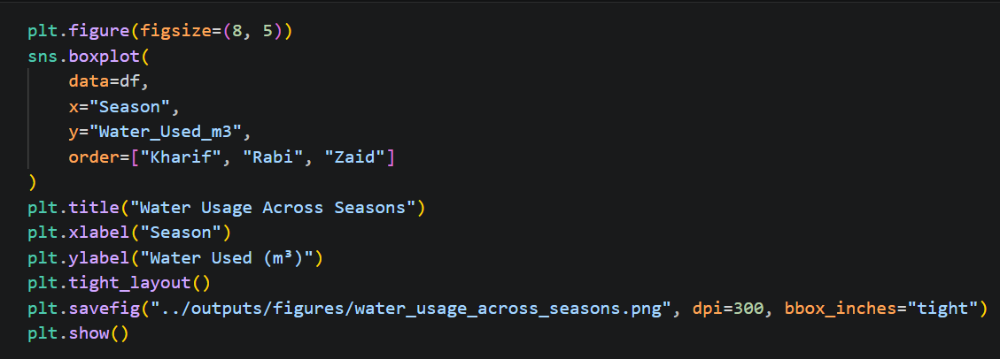 plt.figure(figsize=(8, 5))
sns.boxplot(
    data=df,
    x="Season",
    y="Water_Used_m3",
    order=["Kharif", "Rabi", "Zaid"]
)
plt.title("Water Usage Across Seasons")
plt.xlabel("Season")
plt.ylabel("Water Used (m³)")
plt.tight_layout()
plt.savefig("../outputs/figures/water_usage_across_seasons.png", dpi=300, bbox_inches="tight")
plt.show()